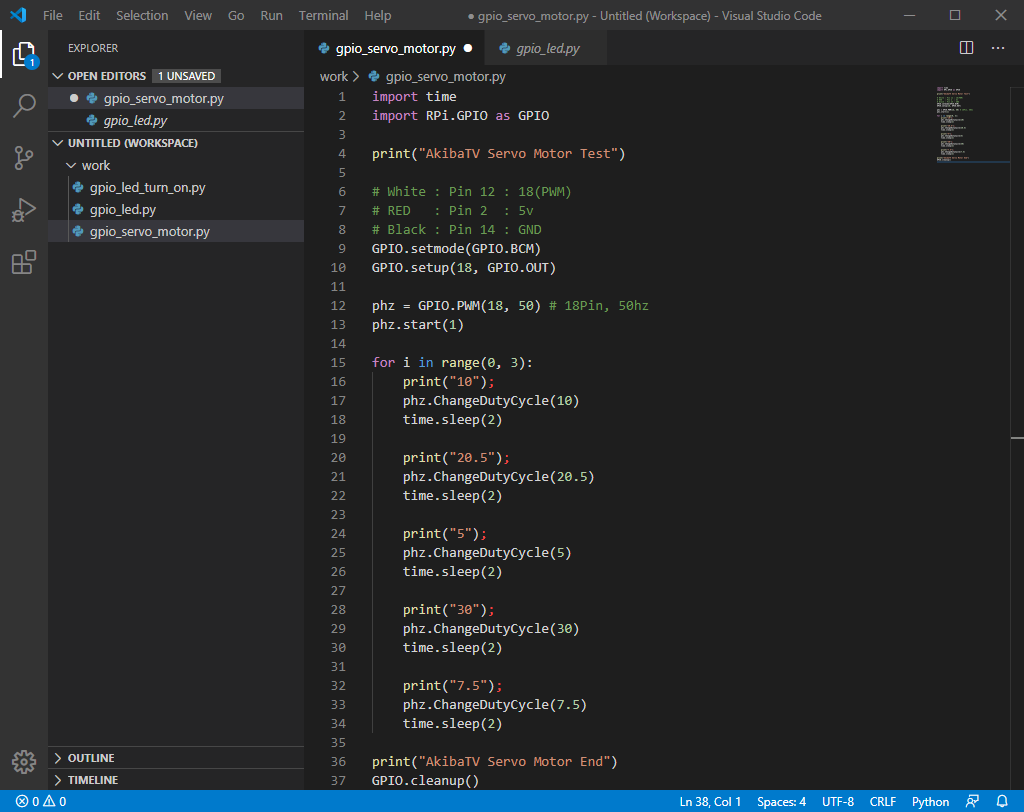 File Edit Selection View Go Run Terminal Help ● gpio_servo_motor.py - Untitled (Workspace) - Visual Studio Code
EXPLORER
OPEN EDITORS 1 UNSAVED
gpio_servo_motor.py
gpio_led.py
UNTITLED (WORKSPACE)
work
gpio_led_turn_on.py
gpio_led.py
gpio_servo_motor.py
OUTLINE
TIMELINE
1
gpio_servo_motor.py ● gpio_led.py
work > gpio_servo_motor.py
1 import time
2 import RPi.GPIO as GPIO
3
4 print("AkibaTV Servo Motor Test")
5
6 # White : Pin 12 : 18(PWM)
7 # RED   : Pin 2  : 5v
8 # Black : Pin 14 : GND
9 GPIO.setmode(GPIO.BCM)
10 GPIO.setup(18, GPIO.OUT)
11
12 phz = GPIO.PWM(18, 50) # 18Pin, 50hz
13 phz.start(1)
14
15 for i in range(0, 3):
16     print("10");
17     phz.ChangeDutyCycle(10)
18     time.sleep(2)
19
20     print("20.5");
21     phz.ChangeDutyCycle(20.5)
22     time.sleep(2)
23
24     print("5");
25     phz.ChangeDutyCycle(5)
26     time.sleep(2)
27
28     print("30");
29     phz.ChangeDutyCycle(30)
30     time.sleep(2)
31
32     print("7.5");
33     phz.ChangeDutyCycle(7.5)
34     time.sleep(2)
35
36 print("AkibaTV Servo Motor End")
37 GPIO.cleanup()
0 0 Ln 38, Col 1 Spaces: 4 UTF-8 CRLF Python